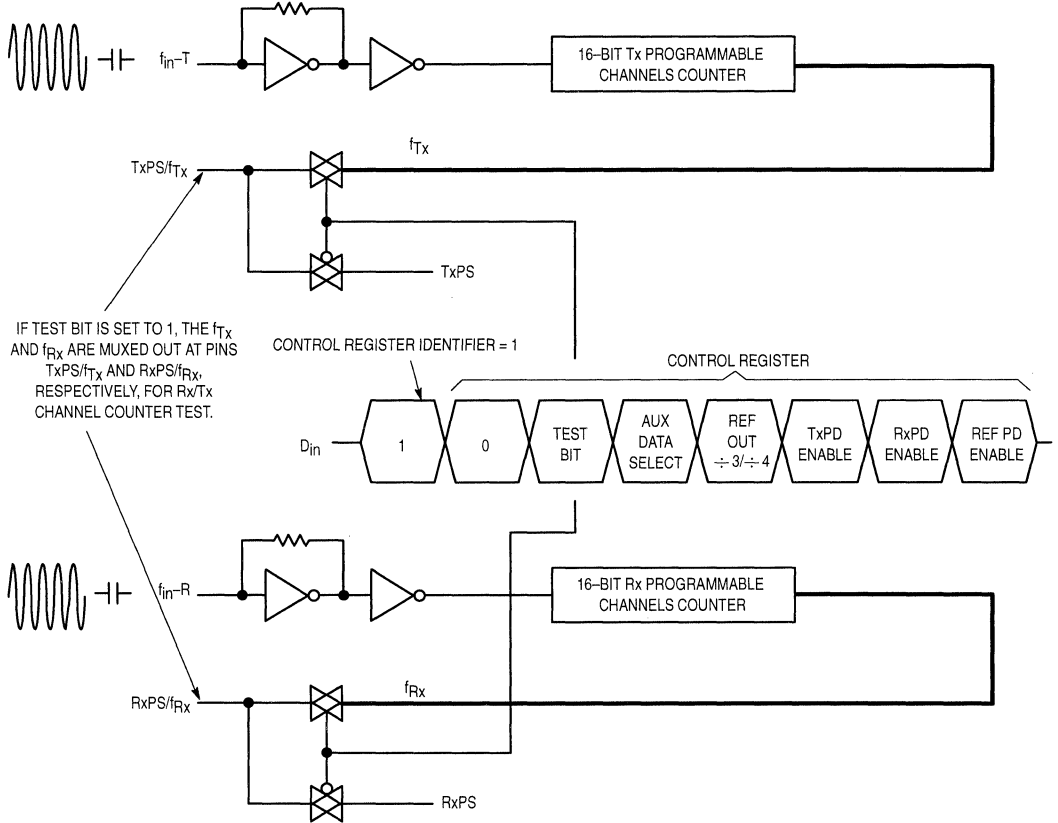 fin–T
16–BIT Tx PROGRAMMABLE
CHANNELS COUNTER
fTx
TxPS/fTx
TxPS
IF TEST BIT IS SET TO 1, THE fTx
AND fRx ARE MUXED OUT AT PINS
TxPS/fTx AND RxPS/fRx,
RESPECTIVELY, FOR Rx/Tx
CHANNEL COUNTER TEST.
CONTROL REGISTER IDENTIFIER = 1
CONTROL REGISTER
Din
1
0
TEST
BIT
AUX
DATA
SELECT
REF
OUT
÷3/÷4
TxPD
ENABLE
RxPD
ENABLE
REF PD
ENABLE
fin–R
16–BIT Rx PROGRAMMABLE
CHANNELS COUNTER
fRx
RxPS/fRx
RxPS